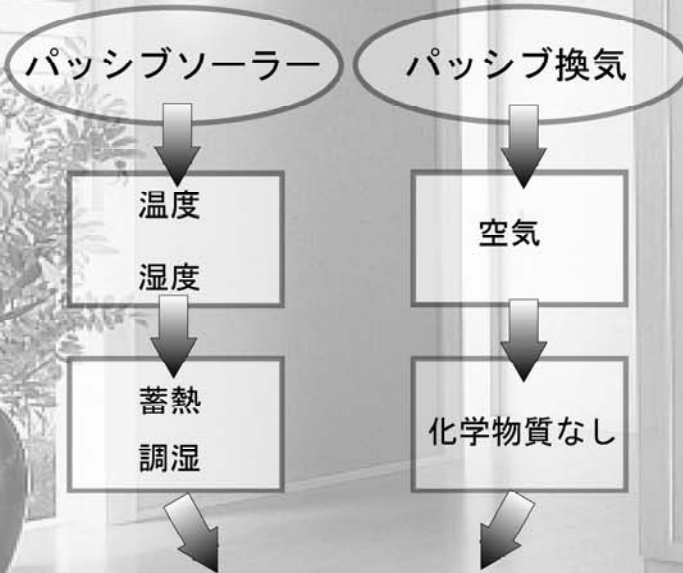 パッシブソーラー
パッシブ換気
温度
湿度
空気
蓄熱
調湿
化学物質なし